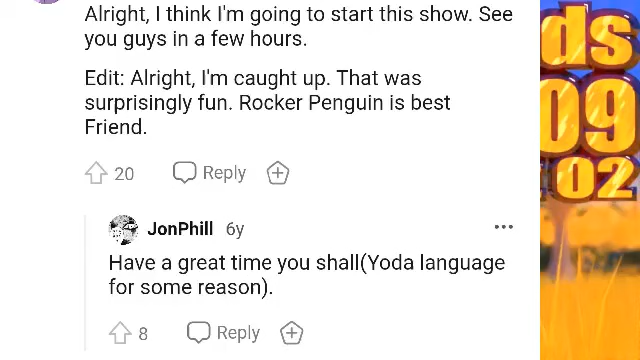 Alright, I think I'm going to start this show. See
you guys in a few hours.
Edit: Alright, I'm caught up. That was
surprisingly fun. Rocker Penguin is best
Friend.
20 Reply
JonPhill 6y
Have a great time you shall(Yoda language
for some reason).
8 Reply
ds
09
02